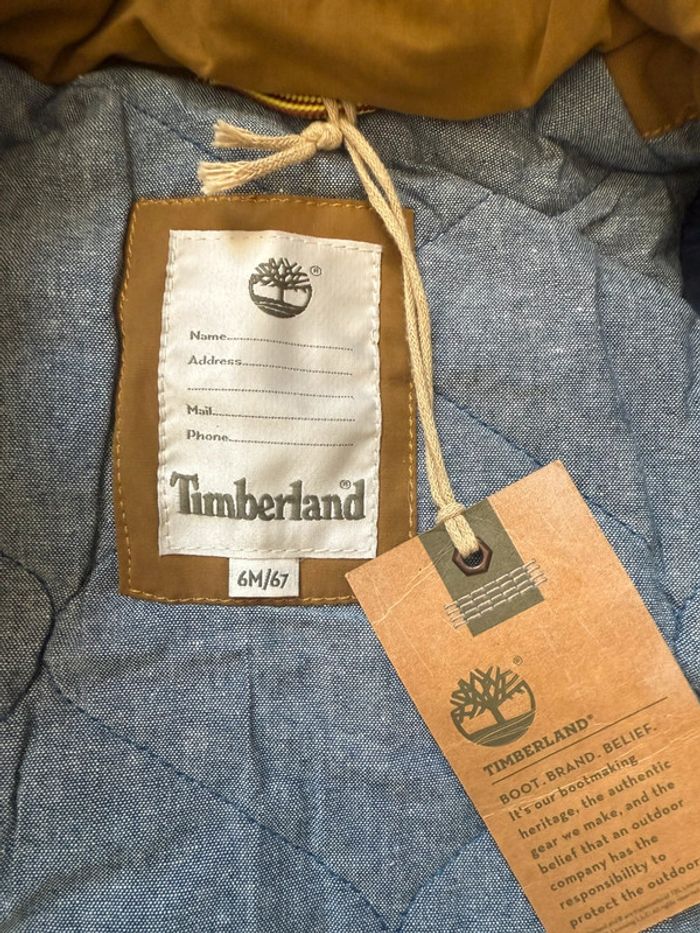 ®
Name
Address
Mail
Phone
Timberland®
6M/67
®
TIMBERLAND®
BOOT. BRAND. BELIEF.
It's our bootmaking
heritage, the authentic
gear we make, and the
belief that an outdoor
company has the
responsibility to
protect the outdoor